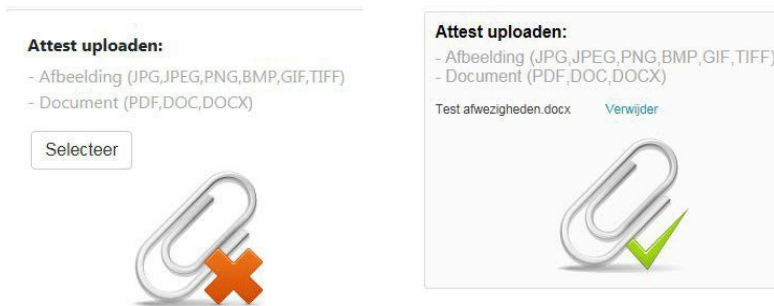 Attest uploaden:
- Afbeelding (JPG,JPEG,PNG,BMP,GIF,TIFF)
- Document (PDF,DOC,DOCX)
Selecteer
Attest uploaden:
- Afbeelding (JPG,JPEG,PNG,BMP,GIF,TIFF)
- Document (PDF,DOC,DOCX)
Test afwezigheden.docx Verwijder